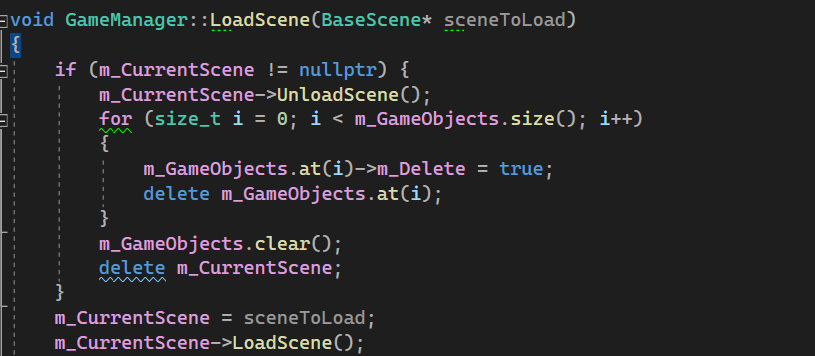 void GameManager::LoadScene(BaseScene* sceneToLoad)
{
    if (m_CurrentScene != nullptr) {
        m_CurrentScene->UnloadScene();
        for (size_t i = 0; i < m_GameObjects.size(); i++)
        {
            m_GameObjects.at(i)->m_Delete = true;
            delete m_GameObjects.at(i);
        }
        m_GameObjects.clear();
        delete m_CurrentScene;
    }
    m_CurrentScene = sceneToLoad;
    m_CurrentScene->LoadScene();